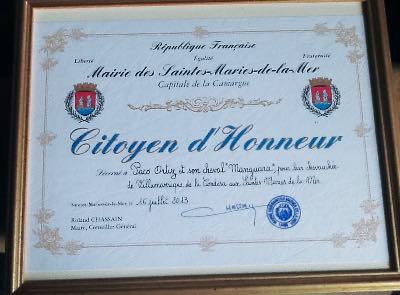 République Française
Liberté Égalité Fraternité
Mairie des Saintes-Maries-de-la-Mer
Capitale de la Camargue
Citoyen d'Honneur
Décerné à Paco Ortiz et son cheval "Manguara", pour leur chevauchée
de Villamanrique de la Condesa aux Saintes Maries de la Mer
Saintes-Maries-de-la-Mer, le 16 juillet 2013
Roland CHASSAIN
Maire, Conseiller Général